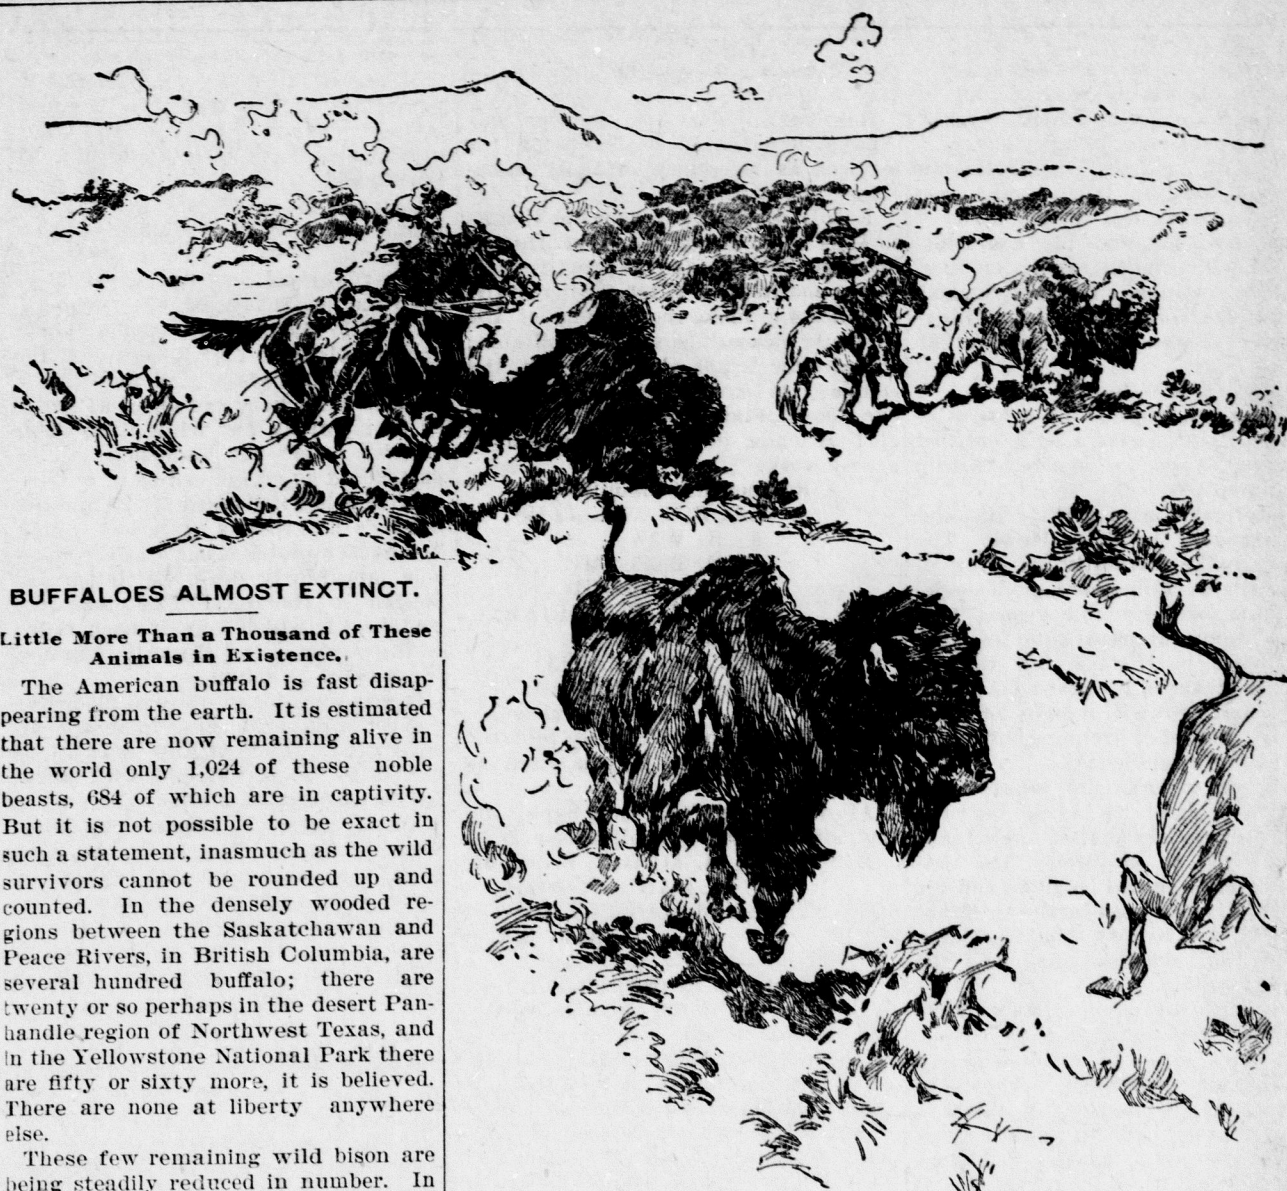 BUFFALOES ALMOST EXTINCT.
Little More Than a Thousand of These
Animals in Existence.
The American buffalo is fast disap-
pearing from the earth. It is estimated
that there are now remaining alive in
the world only 1,024 of these noble
beasts, 684 of which are in captivity.
But it is not possible to be exact in
such a statement, inasmuch as the wild
survivors cannot be rounded up and
counted. In the densely wooded re-
gions between the Saskatchawan and
Peace Rivers, in British Columbia, are
several hundred buffalo; there are
twenty or so perhaps in the desert Pan-
handle region of Northwest Texas, and
in the Yellowstone National Park there
are fifty or sixty more, it is believed.
There are none at liberty anywhere
else.
These few remaining wild bison are
being steadily reduced in number. In